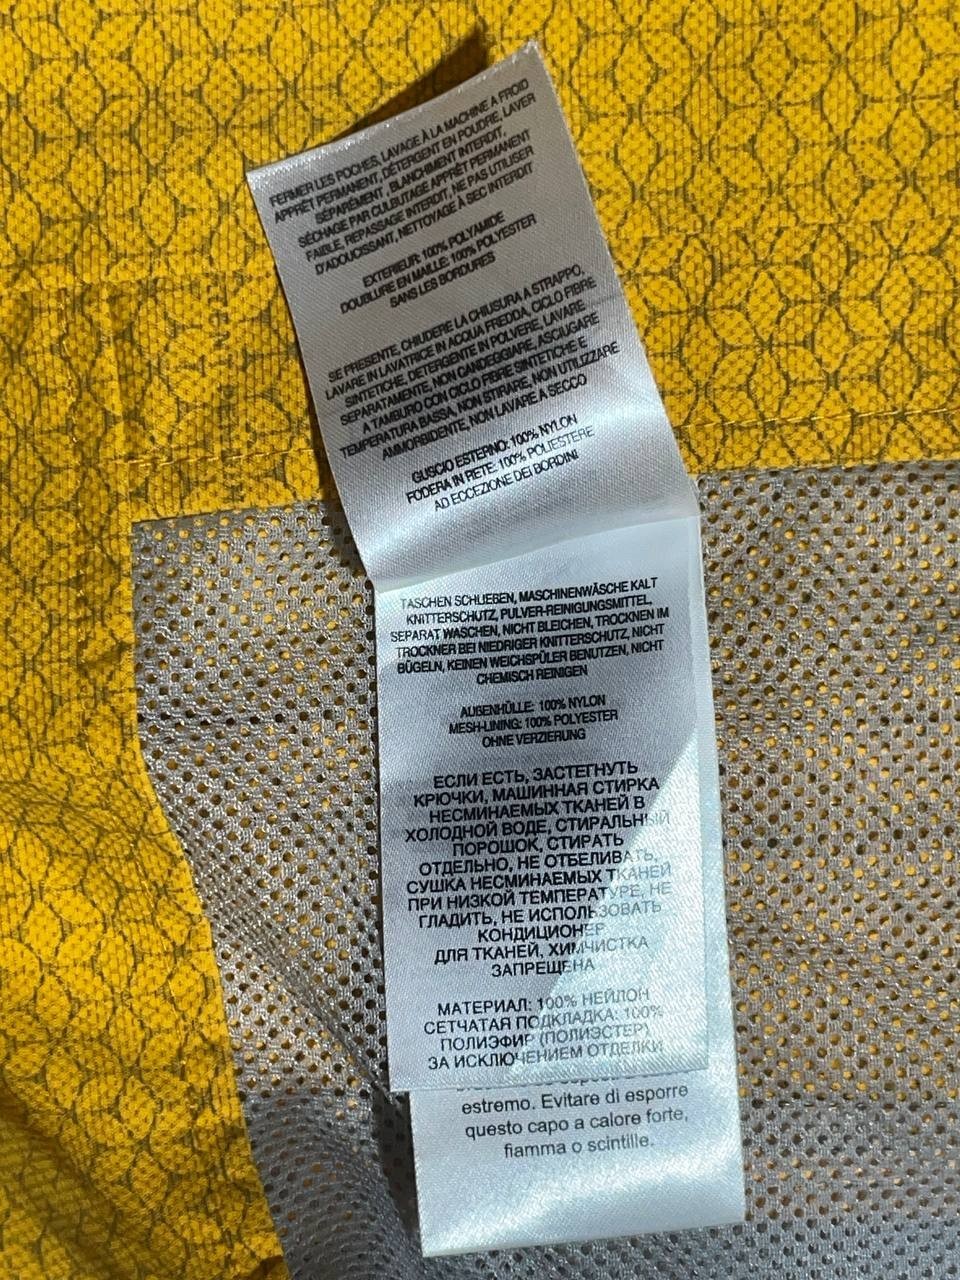 FERMER LES POCHES, LAVAGE À LA MACHINE A FROID
APPRÊT PERMANENT, DÉTERGENT EN POUDRE, LAVER
SÉPARÉMENT, BLANCHIMENT INTERDIT,
SÉCHAGE PAR CULBUTAGE APPRÊT PERMANENT
FAIBLE, REPASSAGE INTERDIT, NE PAS UTILISER
D'ADOUCISSANT, NETTOYAGE À SEC INTERDIT
EXTERIEUR: 100% POLYAMIDE
DOUBLURE EN MAILLE: 100% POLYESTER
SANS LES BORDURES
SE PRESENTE, CHIUDERE LA CHIUSURA A STRAPPO,
LAVARE IN LAVATRICE IN ACQUA FREDDA, CICLO FIBRE
SINTETICHE, DETERGENTE IN POLVERE, LAVARE
SEPARATAMENTE, NON CANDEGGIARE, ASCIUGARE
A TAMBURO CON CICLO FIBRE SINTETICHE E
TEMPERATURA BASSA, NON STIRARE, NON UTILIZZARE
AMMORBIDENTE, NON LAVARE A SECCO
GUSCIO ESTERNO: 100% NYLON
FODERA IN RETE: 100% POLIESTERE
AD ECCEZIONE DEI BORDINI
TASCHEN SCHLIEBEN, MASCHINENWÄSCHE KALT
KNITTERSCHUTZ, PULVER-REINIGUNGSMITTEL,
SEPARAT WASCHEN, NICHT BLEICHEN, TROCKNEN IM
TROCKNER BEI NIEDRIGER KNITTERSCHUTZ, NICHT
BÜGELN, KEINEN WEICHSPÜLER BENUTZEN, NICHT
CHEMISCH REINIGEN
AUßENHÜLLE: 100% NYLON
MESH-LINING: 100% POLYESTER
OHNE VERZIERUNG
ЕСЛИ ЕСТЬ, ЗАСТЕГНУТЬ
КРЮЧКИ, МАШИННАЯ СТИРКА
НЕСМИНАЕМЫХ ТКАНЕЙ В
ХОЛОДНОЙ ВОДЕ, СТИРАЛЬНЫЙ
ПОРОШОК, СТИРАТЬ
ОТДЕЛЬНО, НЕ ОТБЕЛИВАТЬ,
СУШКА НЕСМИНАЕМЫХ ТКАНЕЙ
ПРИ НИЗКОЙ ТЕМПЕРАТУРЕ, НЕ
ГЛАДИТЬ, НЕ ИСПОЛЬЗОВАТЬ
КОНДИЦИОНЕР
ДЛЯ ТКАНЕЙ, ХИМЧИСТКА
ЗАПРЕЩЕНА
МАТЕРИАЛ: 100% НЕЙЛОН
СЕТЧАТАЯ ПОДКЛАДКА: 100%
ПОЛИЭФИР (ПОЛИЭСТЕР)
ЗА ИСКЛЮЧЕНИЕМ ОТДЕЛКИ
estremo. Evitare di esporre
questo capo a calore forte,
fiamma o scintille.